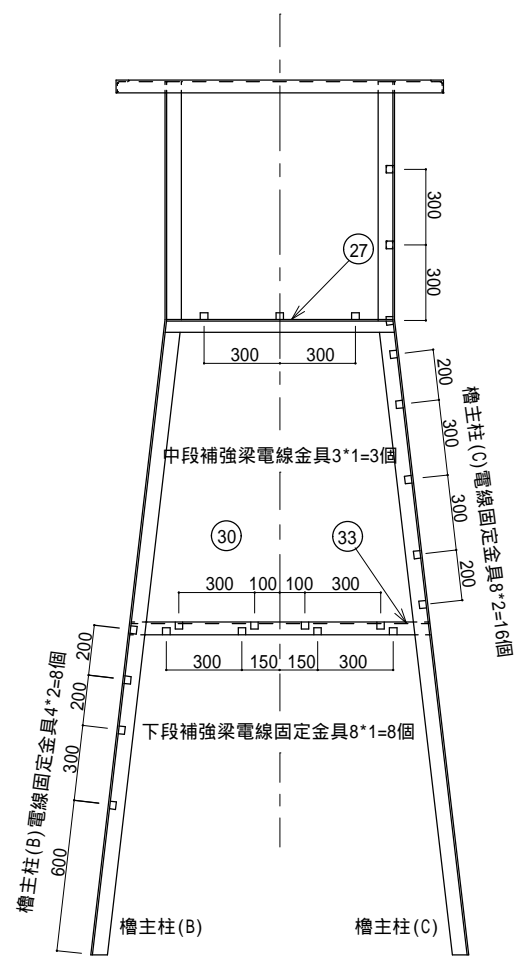 300
300
27
300 300
200
300
300
200
櫓主柱(C)電線固定金具8*2=16個
中段補強梁電線金具3*1=3個
30
33
300 100 100 300
300 150 150 300
下段補強梁電線固定金具8*1=8個
200
200
300
600
櫓主柱(B)電線固定金具4*2=8個
櫓主柱(B)
櫓主柱(C)